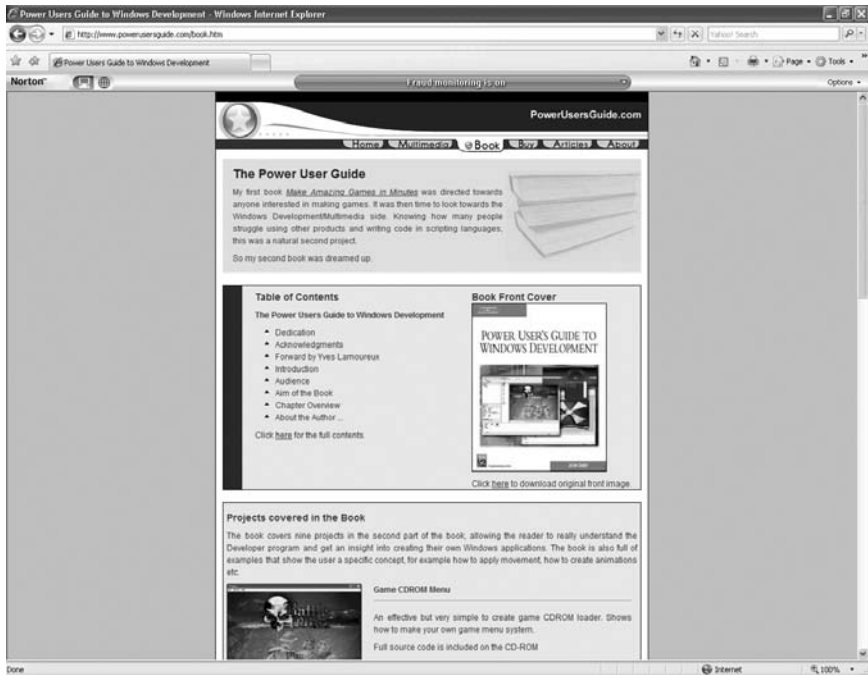 Power Users Guide to Windows Development - Windows Internet Explorer
http://www.powerusersguide.com/book.htm
Yahoo! Search
Power Users Guide to Windows Development
Page
Tools
Norton
Fraud monitoring is on
Options
PowerUsersGuide.com
Home Multimedia Book Buy Articles About
The Power User Guide
My first book Make Amazing Games in Minutes was directed towards
anyone interested in making games. It was then time to look towards the
Windows Development/Multimedia side. Knowing how many people
struggle using other products and writing code in scripting languages,
this was a natural second project.
So my second book was dreamed up.
Table of Contents
The Power Users Guide to Windows Development
Dedication
Acknowledgments
Forward by Yves Lamoureux
Introduction
Audience
Aim of the Book
Chapter Overview
About the Author ...
Click here for the full contents.
Book Front Cover
POWER USER'S GUIDE TO
WINDOWS DEVELOPMENT
Click here to download original front image.
Projects covered in the Book
The book covers nine projects in the second part of the book, allowing the reader to really understand the
Developer program and get an insight into creating their own Windows applications. The book is also full of
examples that show the user a specific concept, for example how to apply movement, how to create animations
etc.
Game CDROM Menu
An effective but very simple to create game CDROM loader. Shows
how to make your own game menu system.
Full source code is included on the CD-ROM
Done
Internet
100%